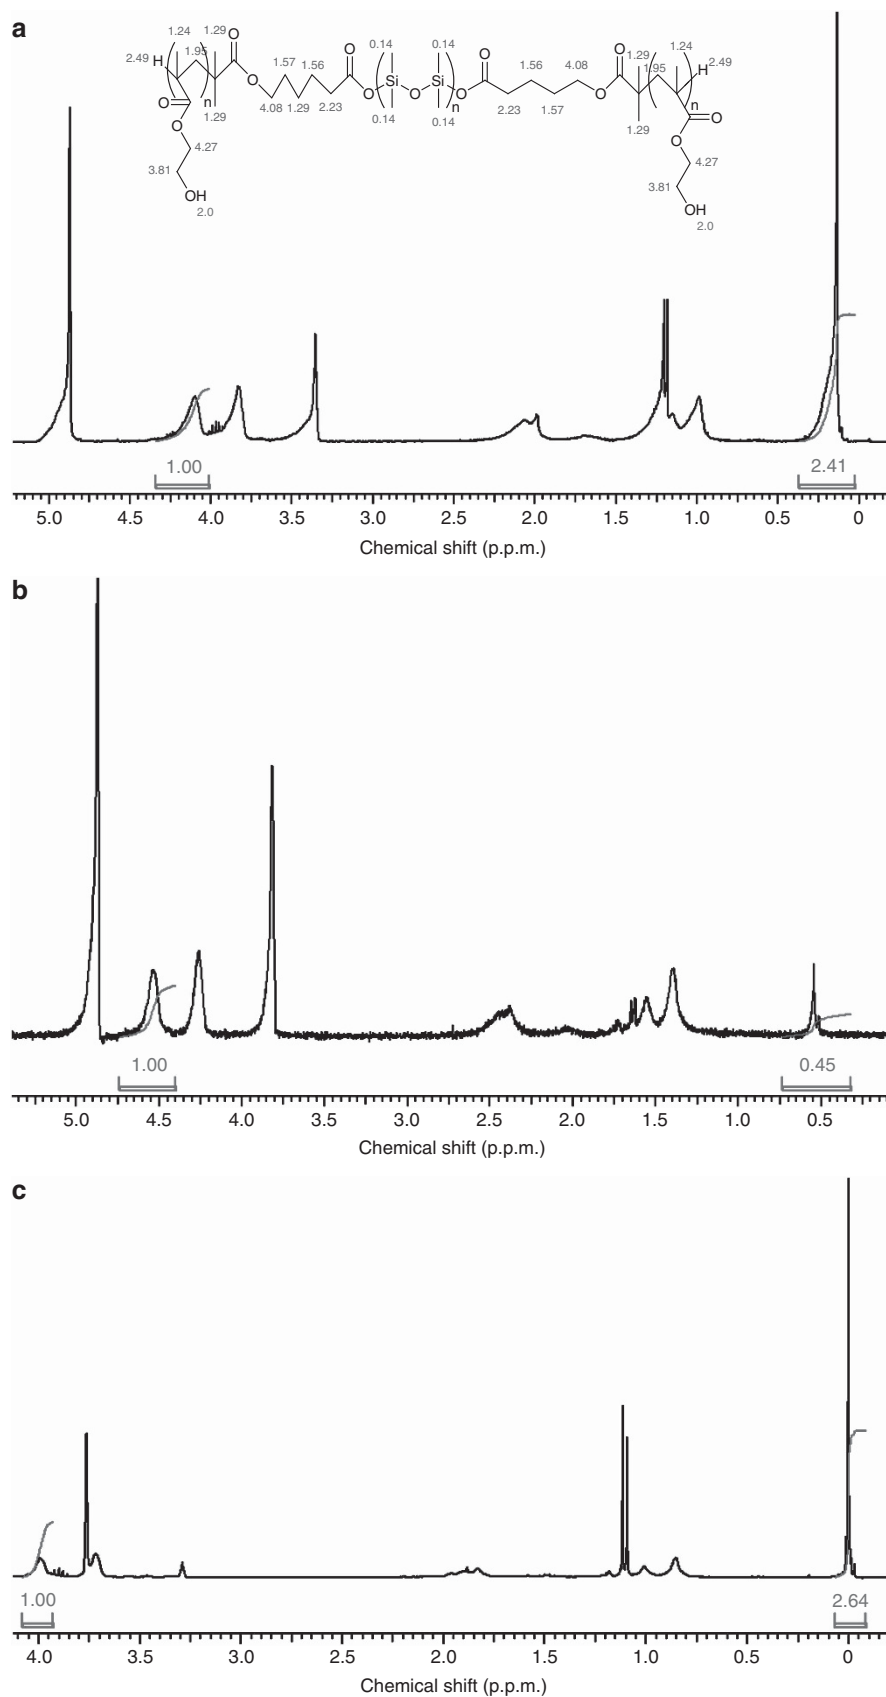 a
1.24 1.29 O O 0.14 0.14 O 1.56 4.08 O 1.29 1.24
2.49 H 1.95 1.57 1.56 Si Si 1.95 H 2.49
n O O O O n O n
O 1.29 4.08 1.29 2.23 0.14 0.14 2.23 1.57 1.29 O
O 4.27 O 4.27
3.81 3.81
OH OH
2.0 2.0
1.00 2.41
5.0 4.5 4.0 3.5 3.0 2.5 2.0 1.5 1.0 0.5 0
Chemical shift (p.p.m.)
b
1.00 0.45
5.0 4.5 4.0 3.5 3.0 2.5 2.0 1.5 1.0 0.5
Chemical shift (p.p.m.)
c
1.00 2.64
4.0 3.5 3.0 2.5 2.0 1.5 1.0 0.5 0
Chemical shift (p.p.m.)